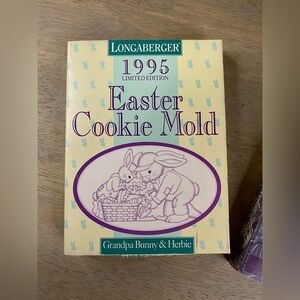 LONGABERGER®
1995
LIMITED EDITION
Easter
Cookie Mold
Grandpa Bunny & Herbie